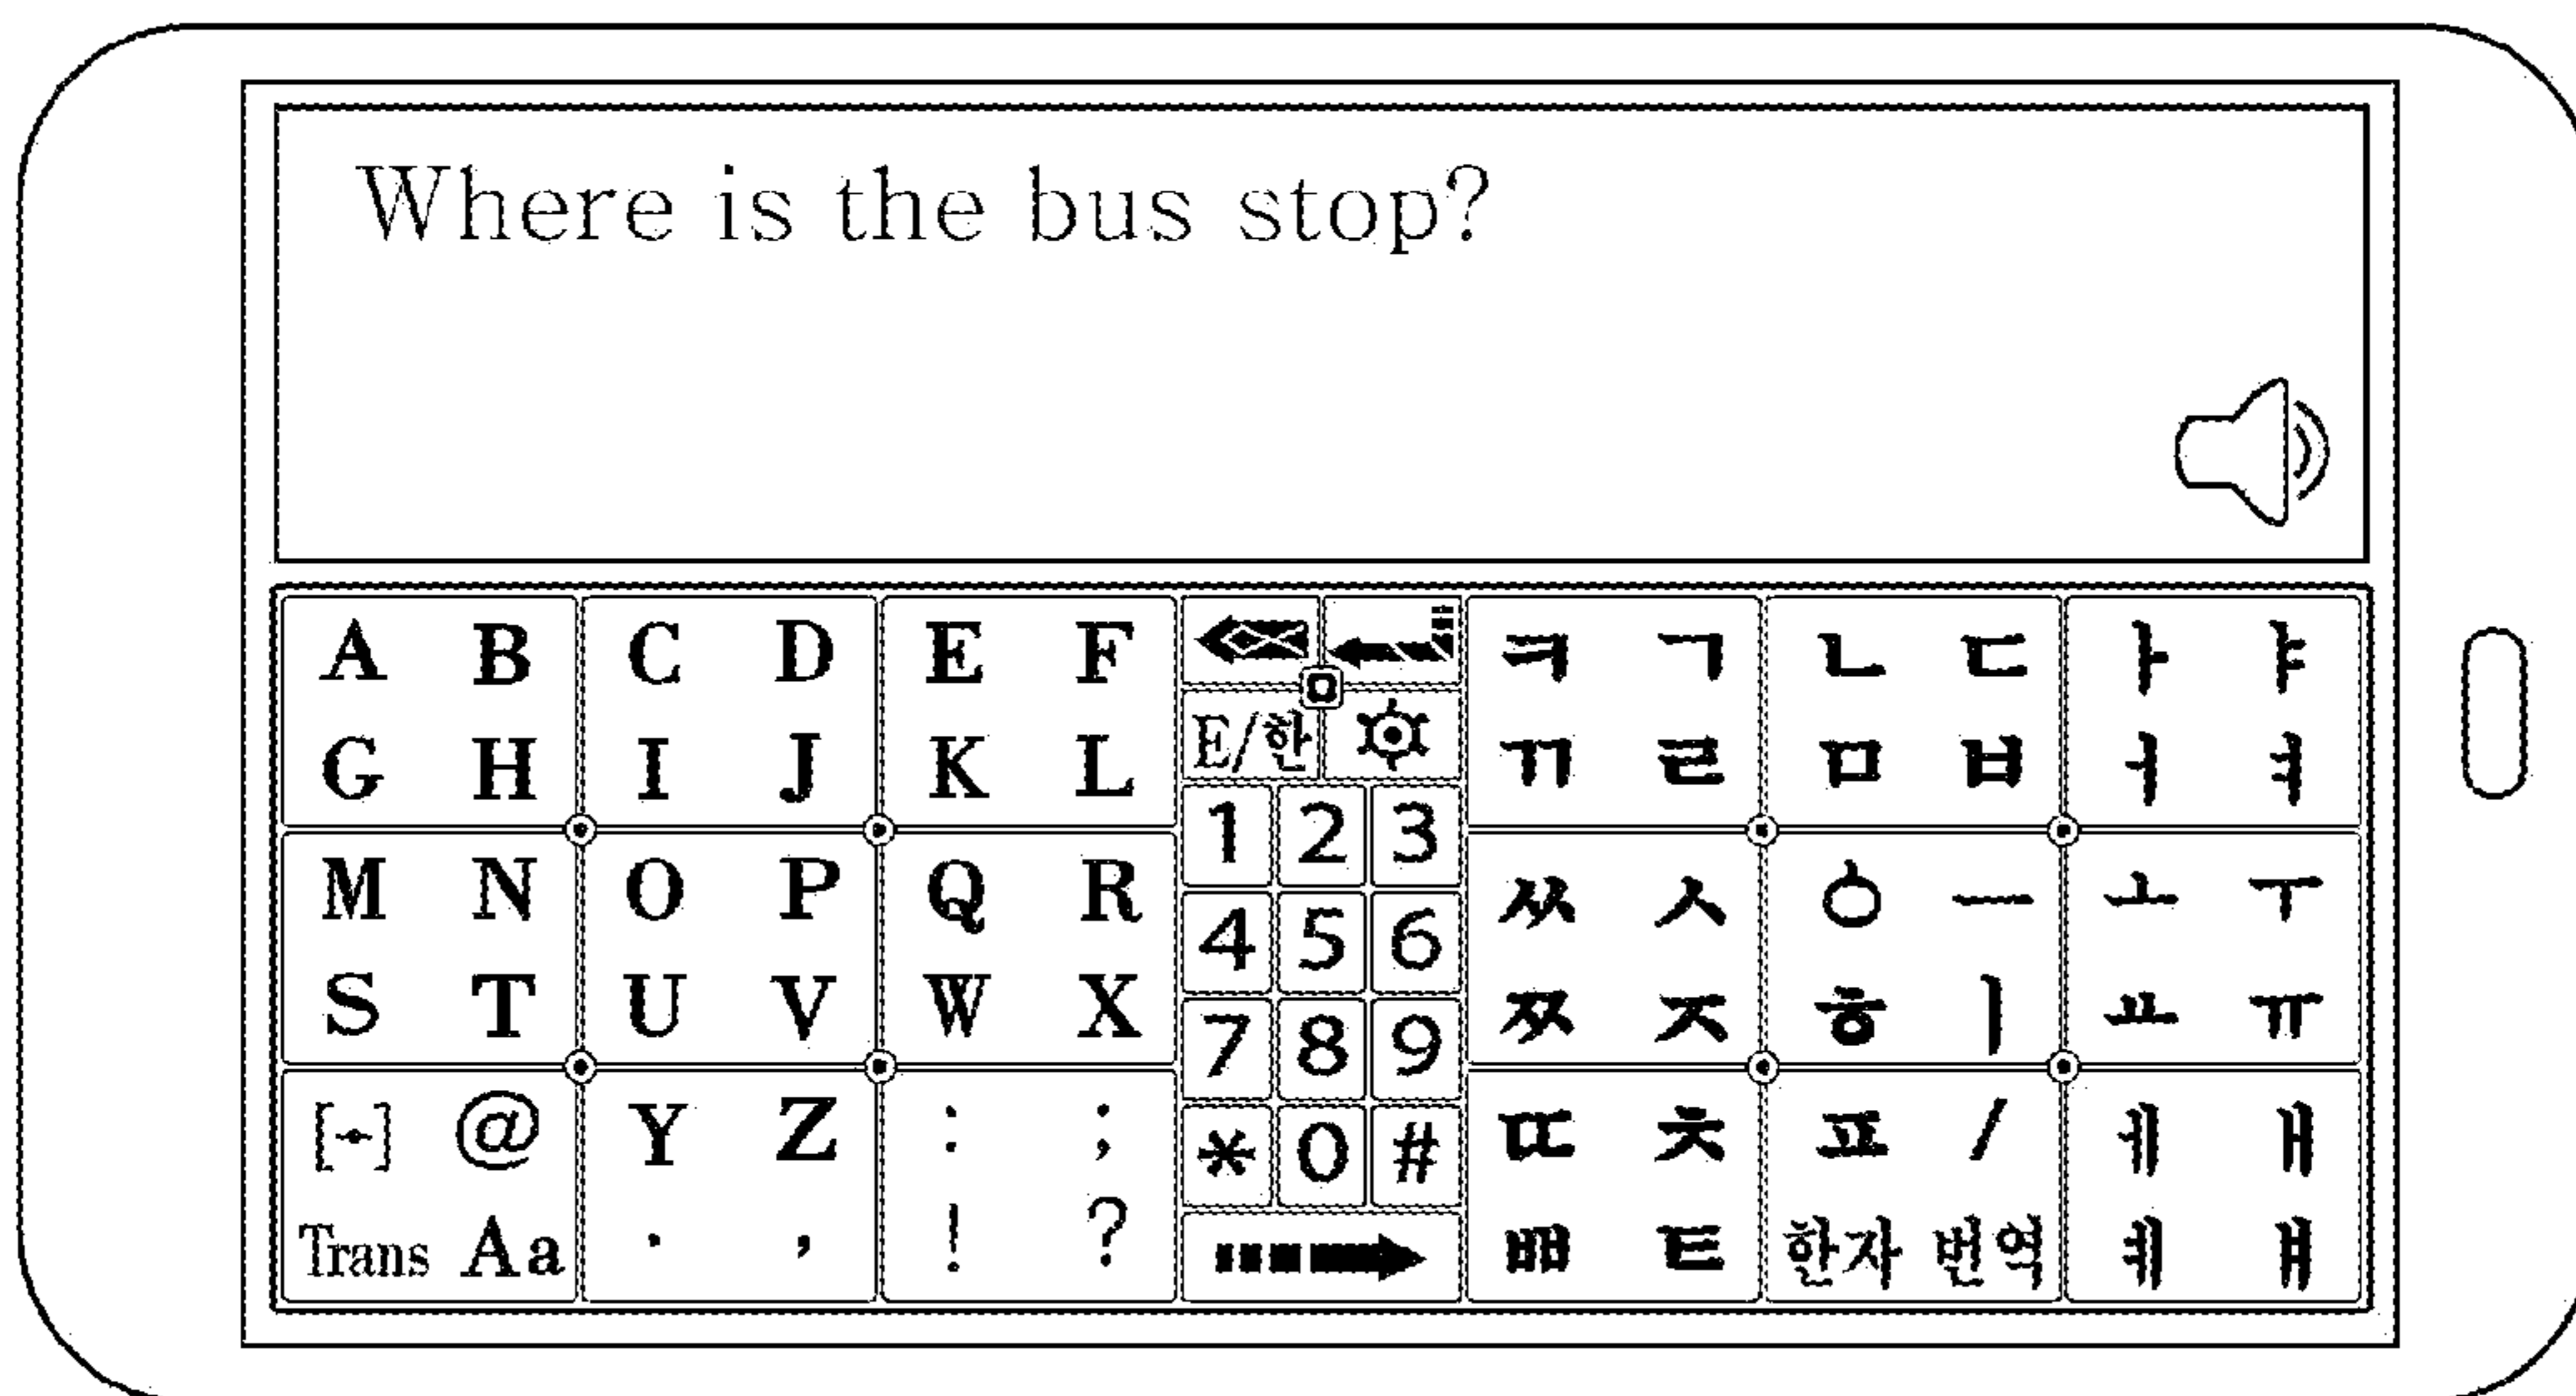 Where is the bus stop?
A B C D E F ㅋ ㄱ ㄴ ㄷ ㅏ ㅑ
G H I J K L E/한 ㄲ ㄹ ㅁ ㅂ ㅓ ㅕ
1 2 3
M N O P Q R 4 5 6 ㅆ ㅅ ㅇ ㅡ ㅗ ㅜ
S T U V W X 7 8 9 ㅉ ㅈ ㅎ ㅣ ㅛ ㅠ
[-] @ Y Z : ; * 0 # ㄸ ㅊ ㅍ / ㅔ ㅐ
Trans Aa . , ! ? ㅃ ㅌ 한자 번역 ㅖ ㅒ